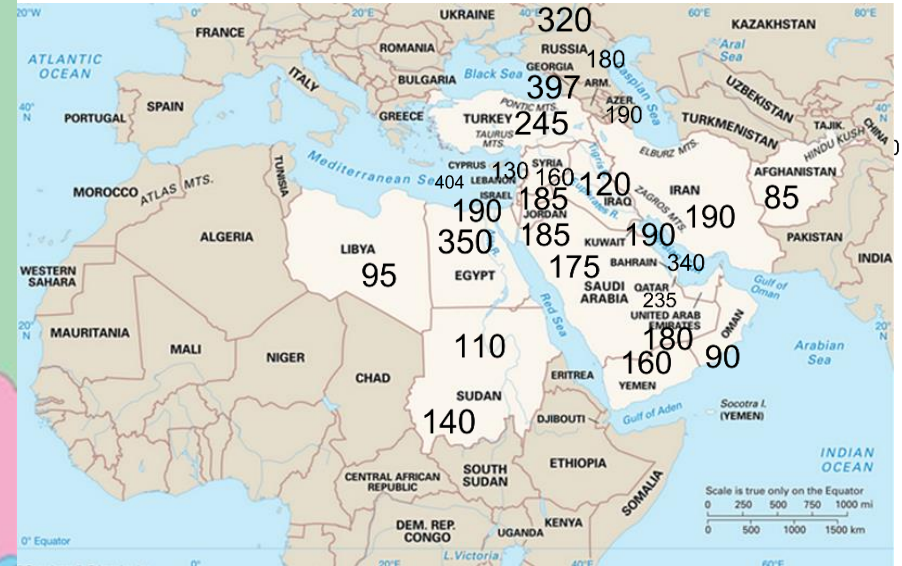 20°W
0°
20°E
40°E
60°E
80°E
320
UKRAINE
KAZAKHSTAN
FRANCE
ROMANIA
RUSSIA
180
Aral
Sea
ATLANTIC
OCEAN
GEORGIA
Black Sea
Caspian Sea
ITALY
BULGARIA
397
ARM.
UZBEKISTAN
40°
N
PORTUGAL
SPAIN
GREECE
PONTIC MTS.
AZER.
190
TURKMENISTAN
40°
N
TURKEY
245
TAURUS
MTS.
TAJIK.
CHINA
HINDU KUSH
ELBURZ MTS.
Mediterranean Se
CYPRUS
130
SYRIA
160
Tigris
AFGHANISTAN
85
404
LEBANON
120
TUNISIA
MOROCCO
ATLAS MTS.
ISRAEL
185
IRAQ
ZAGROS MTS.
IRAN
190
190
JORDAN
ALGERIA
LIBYA
95
350
185
KUWAIT
190
PAKISTAN
INDIA
WESTERN
SAHARA
R.
EGYPT
175
BAHRAIN
340
SAUDI
ARABIA
QATAR
235
Gulf of
Oman
UNITED ARAB
EMIRATES
180
OMAN
90
Red Sea
20°
N
20°
N
MAURITANIA
MALI
NIGER
CHAD
110
SUDAN
140
160
YEMEN
Arabian
Sea
ERITREA
Gulf of Aden
Socotra I.
(YEMEN)
DJIBOUTI
CENTRAL AFRICAN
REPUBLIC
SOUTH
SUDAN
ETHIOPIA
SOMALIA
INDIAN
OCEAN
Scale is true only on the Equator
0 250 500 750 1000 mi
0 500 1000 1500 km
DEM. REP.
CONGO
UGANDA
KENYA
0° Equator
L.Victoria
0°
20°E
40°E
60°E